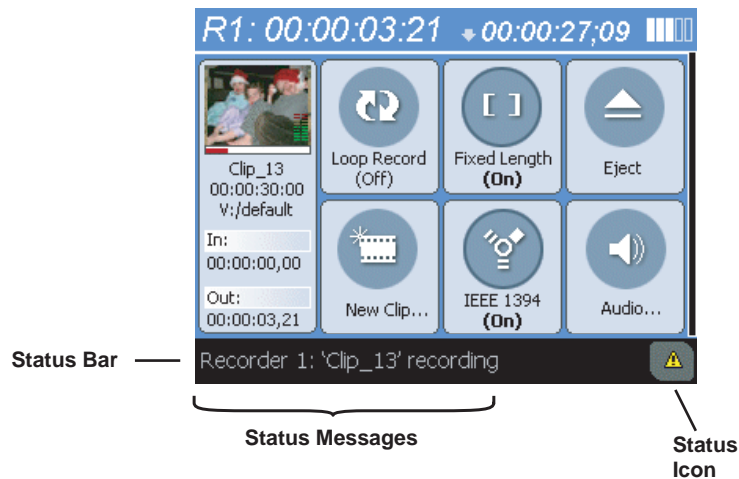 R1: 00:00:03:21 00:00:27;09
Clip_13
00:00:30:00
V:/default
In:
00:00:00,00
Out:
00:00:03,21
Loop Record
(Off)
Fixed Length
(On)
Eject
New Clip...
IEEE 1394
(On)
Audio...
Status Bar
Recorder 1: 'Clip_13' recording
Status Messages
Status
Icon